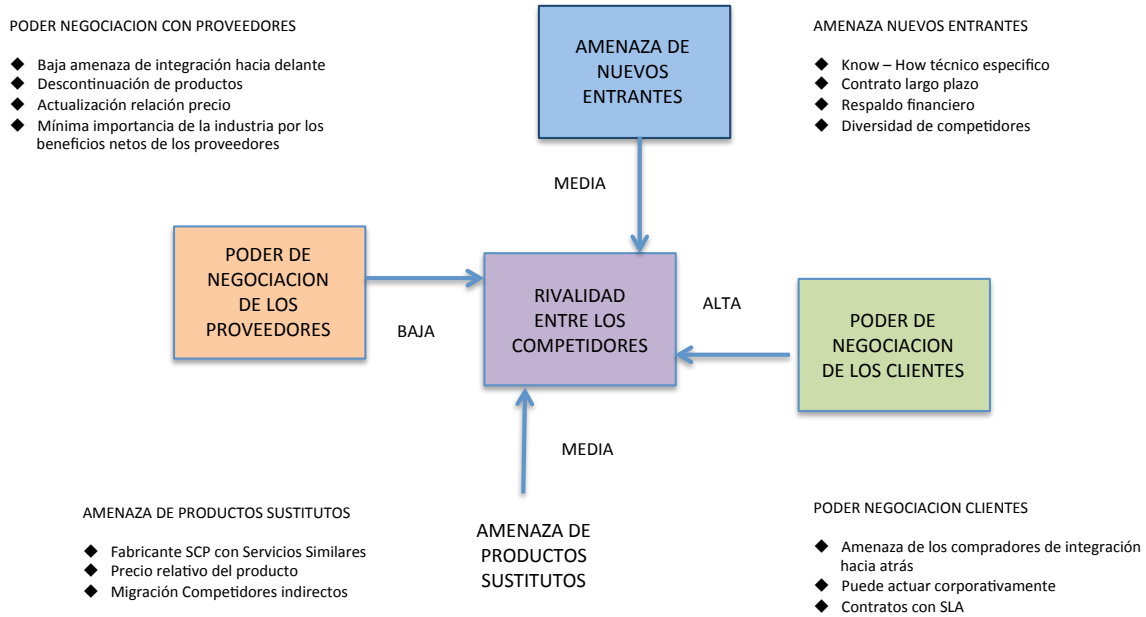 PODER NEGOCIACION CON PROVEEDORES
◆ Baja amenaza de integración hacia delante
◆ Descontinuación de productos
◆ Actualización relación precio
◆ Mínima importancia de la industria por los
beneficios netos de los proveedores
AMENAZA DE
NUEVOS
ENTRANTES
AMENAZA NUEVOS ENTRANTES
◆ Know – How técnico especifico
◆ Contrato largo plazo
◆ Respaldo financiero
◆ Diversidad de competidores
MEDIA
PODER DE
NEGOCIACION
DE LOS
PROVEEDORES
BAJA
RIVALIDAD
ENTRE LOS
COMPETIDORES
ALTA
PODER DE
NEGOCIACION
DE LOS CLIENTES
MEDIA
AMENAZA DE PRODUCTOS SUSTITUTOS
◆ Fabricante SCP con Servicios Similares
◆ Precio relativo del producto
◆ Migración Competidores indirectos
AMENAZA DE
PRODUCTOS
SUSTITUTOS
PODER NEGOCIACION CLIENTES
◆ Amenaza de los compradores de integración
hacia atrás
◆ Puede actuar corporativamente
◆ Contratos con SLA